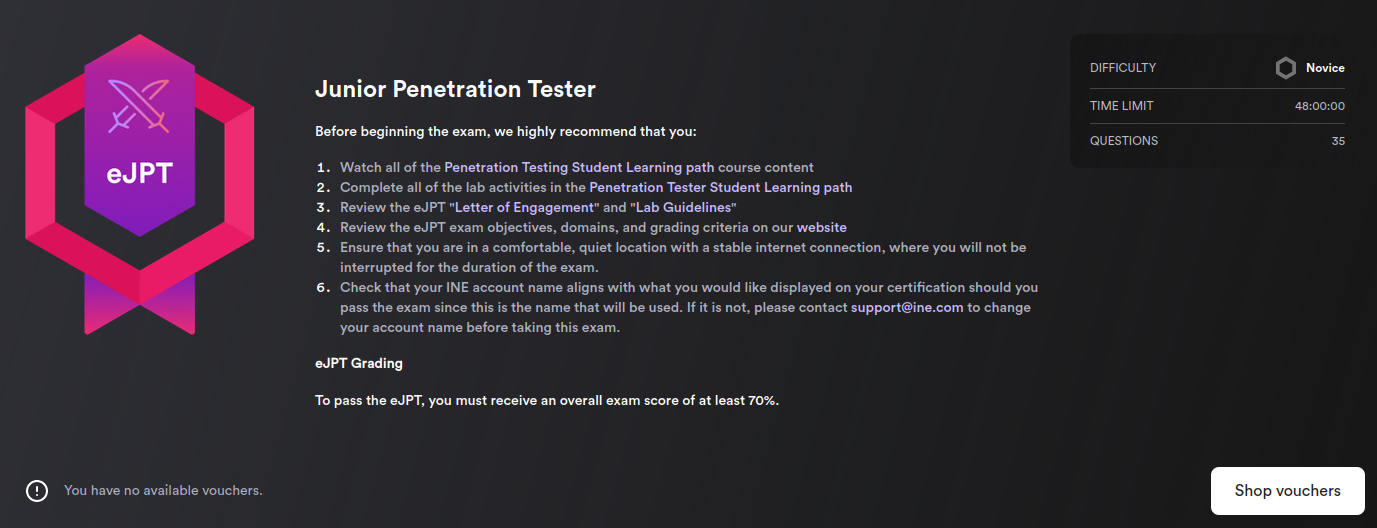 eJPT
Junior Penetration Tester
Before beginning the exam, we highly recommend that you:
1. Watch all of the Penetration Testing Student Learning path course content
2. Complete all of the lab activities in the Penetration Tester Student Learning path
3. Review the eJPT "Letter of Engagement" and "Lab Guidelines"
4. Review the eJPT exam objectives, domains, and grading criteria on our website
5. Ensure that you are in a comfortable, quiet location with a stable internet connection, where you will not be
interrupted for the duration of the exam.
6. Check that your INE account name aligns with what you would like displayed on your certification should you
pass the exam since this is the name that will be used. If it is not, please contact support@ine.com to change
your account name before taking this exam.
eJPT Grading
To pass the eJPT, you must receive an overall exam score of at least 70%.
DIFFICULTY Novice
TIME LIMIT 48:00:00
QUESTIONS 35
You have no available vouchers.
Shop vouchers